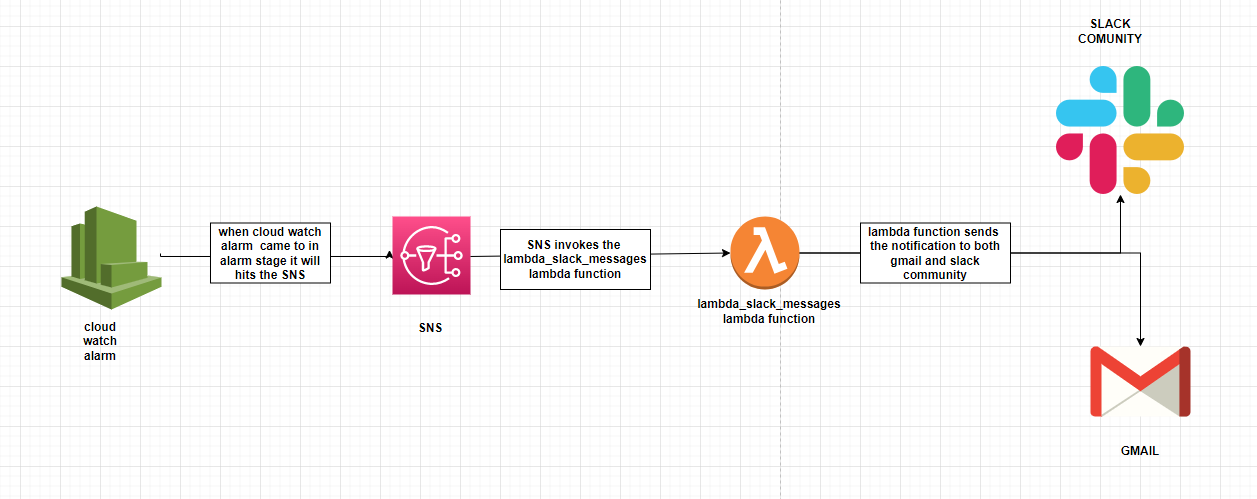 SLACK
COMUNITY
when cloud watch
alarm came to in
alarm stage it will
hits the SNS
SNS invokes the
lambda_slack_messages
lambda function
lambda function sends
the notification to both
gmail and slack
community
cloud
watch
alarm
SNS
lambda_slack_messages
lambda function
GMAIL